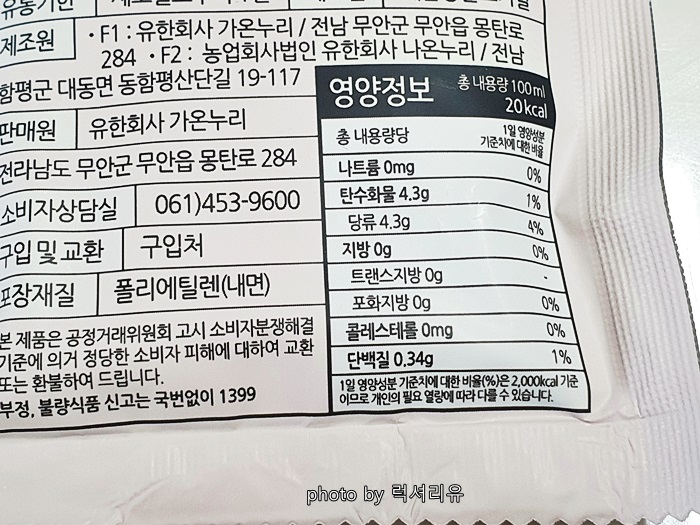 제조원
• F1 : 유한회사 가온누리 / 전남 무안군 무안읍 몽탄로
284 • F2 : 농업회사법인 유한회사 나온누리 / 전남
함평군 대동면 동함평산단길 19-117
판매원 유한회사 가온누리
전라남도 무안군 무안읍 몽탄로 284
소비자상담실 061)453-9600
구입 및 교환 구입처
포장재질 폴리에틸렌(내면)
본 제품은 공정거래위원회 고시 소비자분쟁해결
기준에 의거 정당한 소비자 피해에 대하여 교환
또는 환불하여 드립니다.
부정, 불량식품 신고는 국번없이 1399
영양정보 총 내용량 100ml
20kcal
총 내용량당 1일 영양성분
기준치에 대한 비율
나트륨 0mg 0%
탄수화물 4.3g 1%
당류 4.3g 4%
지방 0g 0%
트랜스지방 0g -
포화지방 0g 0%
콜레스테롤 0mg 0%
단백질 0.34g 1%
1일 영양성분 기준치에 대한 비율(%)은 2,000kcal 기준
이므로 개인의 필요 열량에 따라 다를 수 있습니다.
photo by 럭셔리유